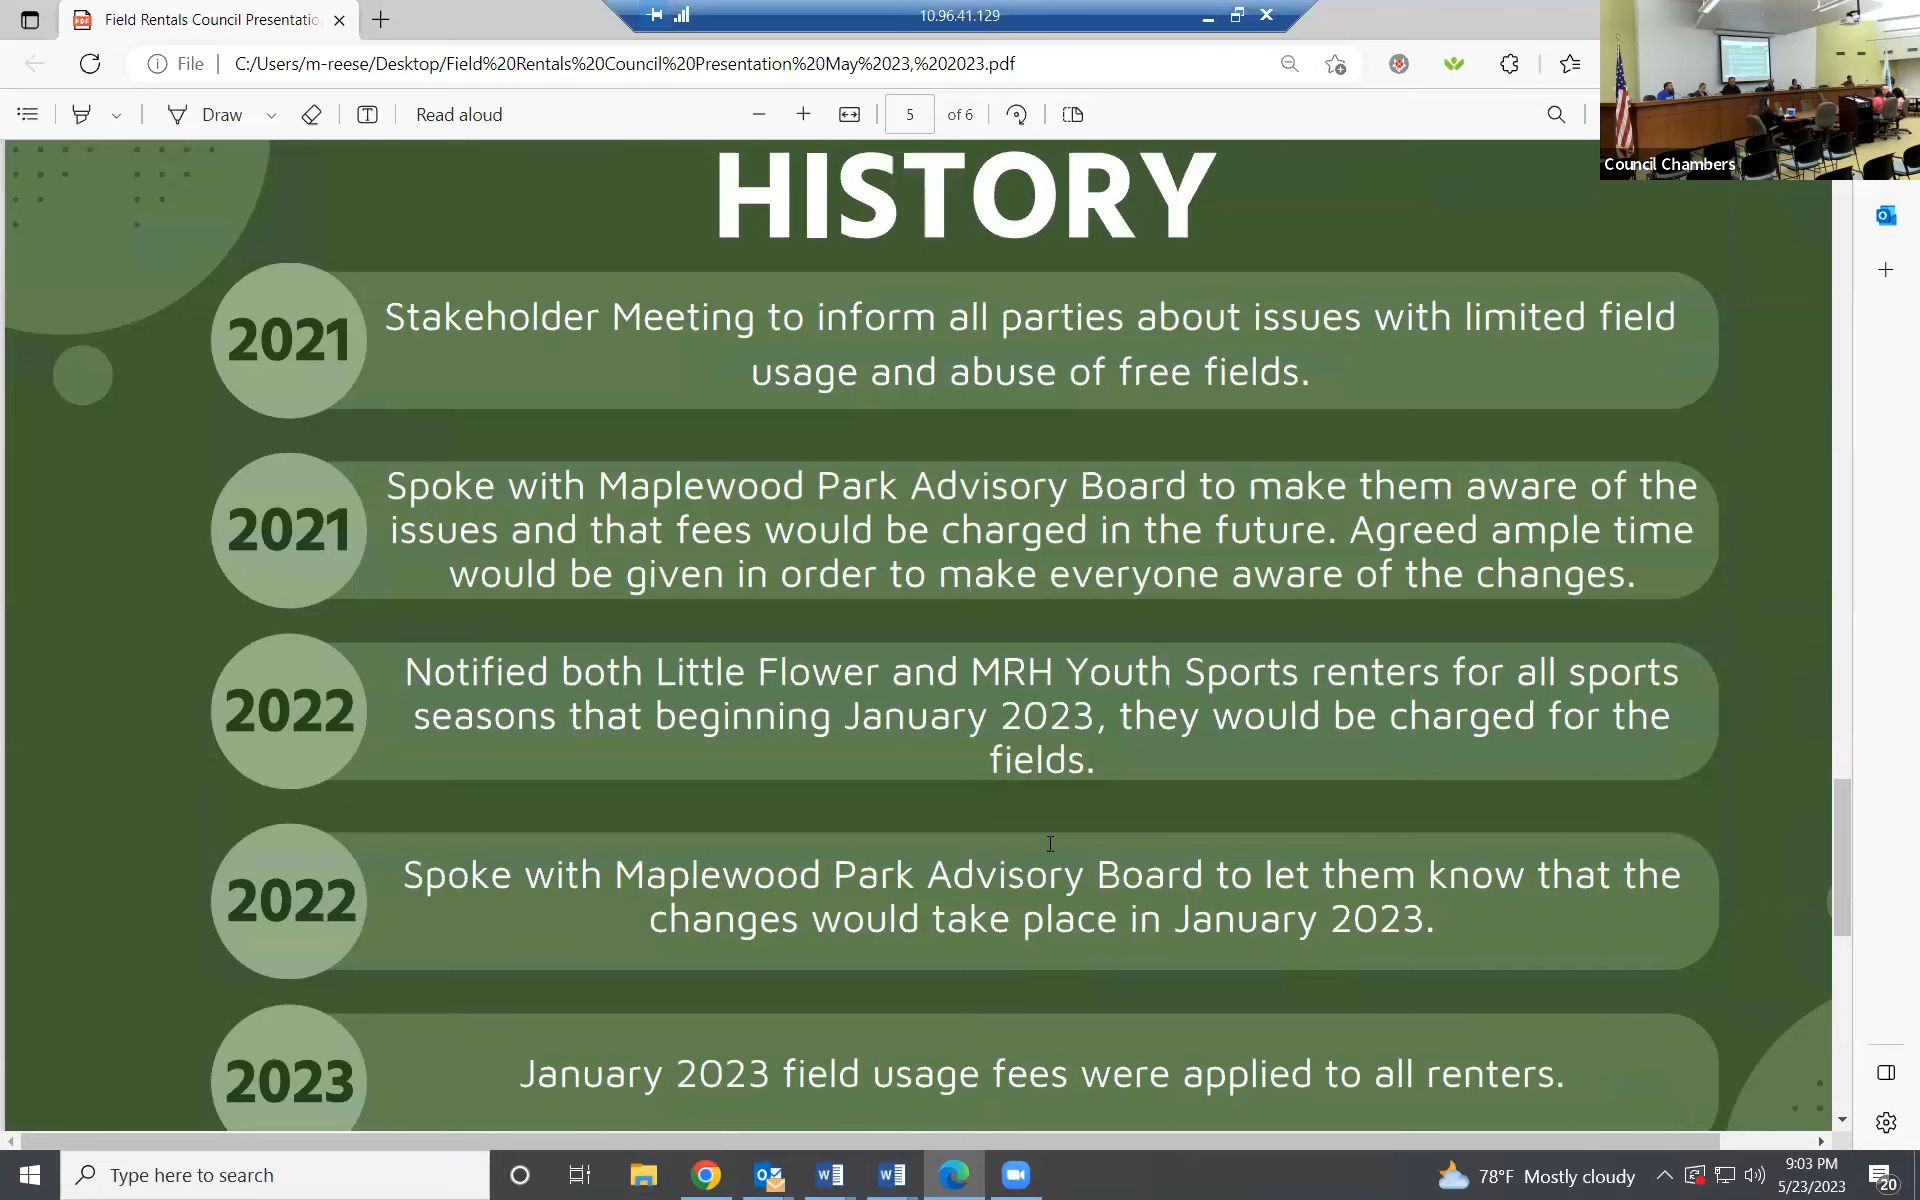 Field Rentals Council Presentatio
10.96.41.129
File
C:/Users/m-reese/Desktop/Field%20Rentals%20Council%20Presentation%20May%2023,%202023.pdf
Draw
Read aloud
5
of 6
Council Chambers
HISTORY
2021
Stakeholder Meeting to inform all parties about issues with limited field
usage and abuse of free fields.
2021
Spoke with Maplewood Park Advisory Board to make them aware of the
issues and that fees would be charged in the future. Agreed ample time
would be given in order to make everyone aware of the changes.
2022
Notified both Little Flower and MRH Youth Sports renters for all sports
seasons that beginning January 2023, they would be charged for the
fields.
2022
Spoke with Maplewood Park Advisory Board to let them know that the
changes would take place in January 2023.
2023
January 2023 field usage fees were applied to all renters.
Type here to search
78°F Mostly cloudy
9:03 PM
5/23/2023
20